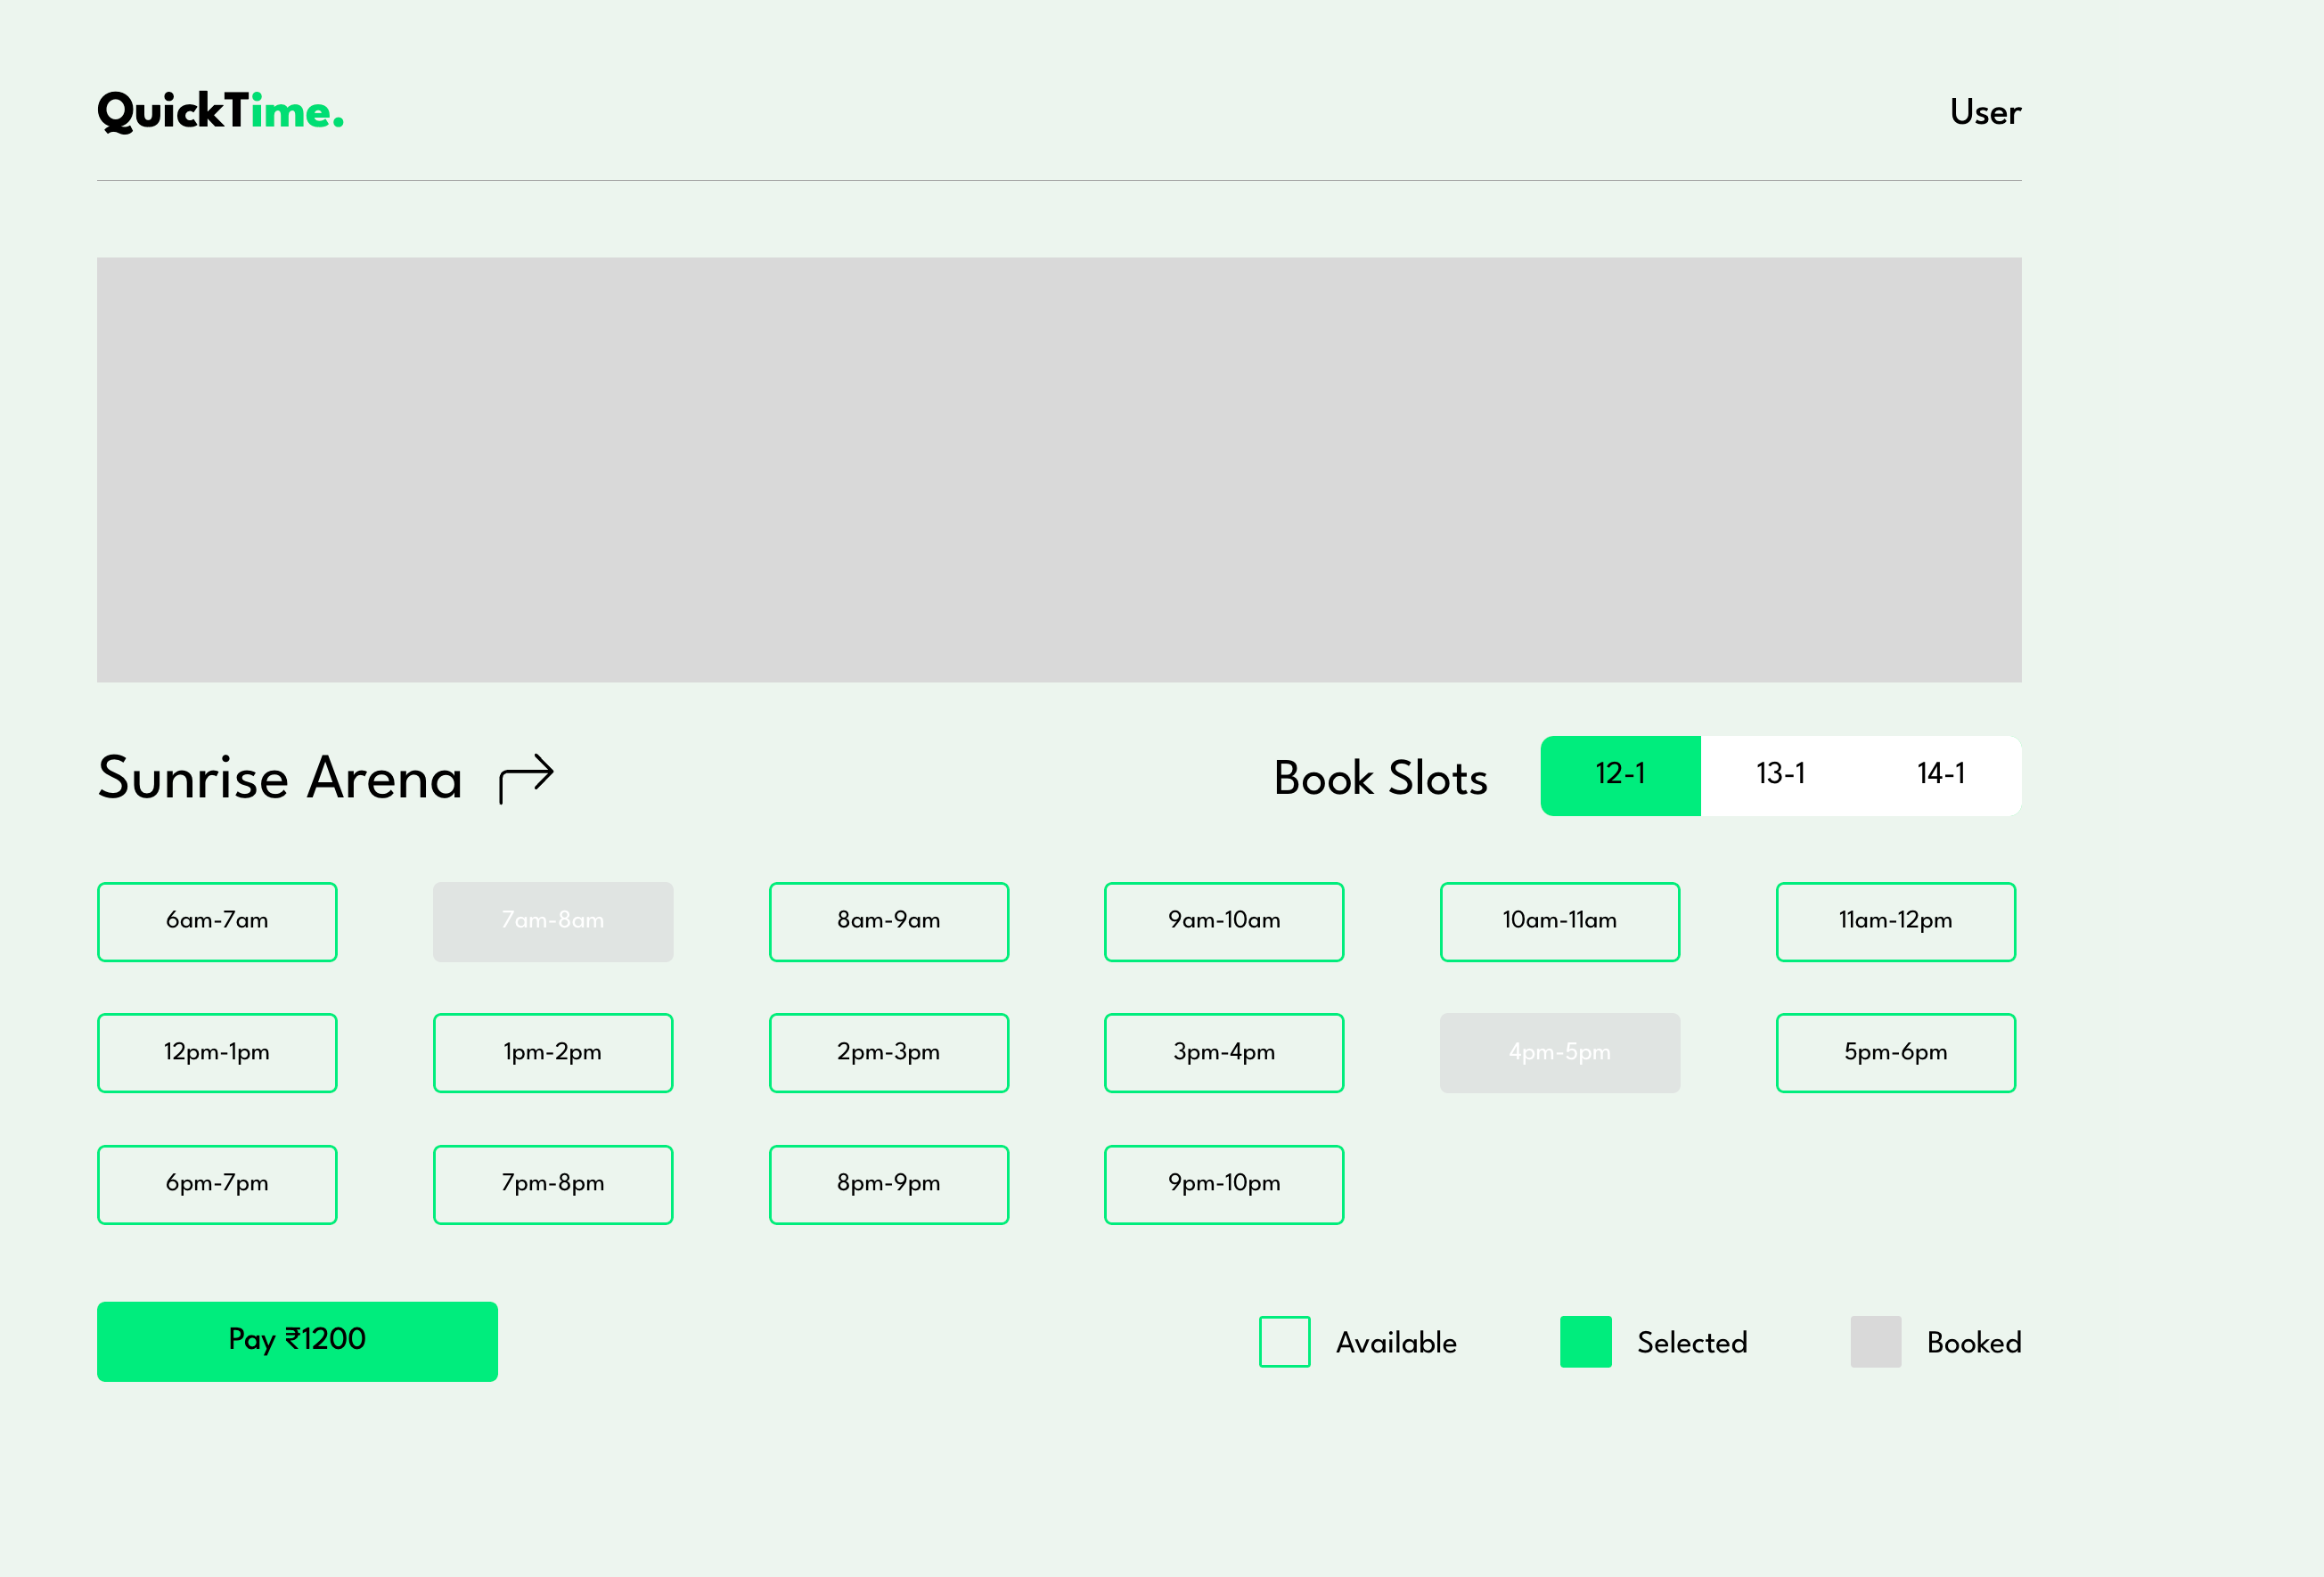 QuickTime. User
Sunrise Arena Book Slots 12-1 13-1 14-1
6am-7am 7am-8am 8am-9am 9am-10am 10am-11am 11am-12pm
12pm-1pm 1pm-2pm 2pm-3pm 3pm-4pm 4pm-5pm 5pm-6pm
6pm-7pm 7pm-8pm 8pm-9pm 9pm-10pm
Pay ₹1200 Available Selected Booked